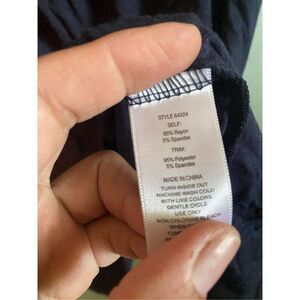 STYLE 64324
SELF:
95% Rayon
5% Spandex
TRIM:
95% Polyester
5% Spandex
MADE IN CHINA
TURN INSIDE OUT
MACHINE WASH COLD
WITH LIKE COLORS
GENTLE CYCLE
USE ONLY
NON-CHLORINE BLEACH
WHEN